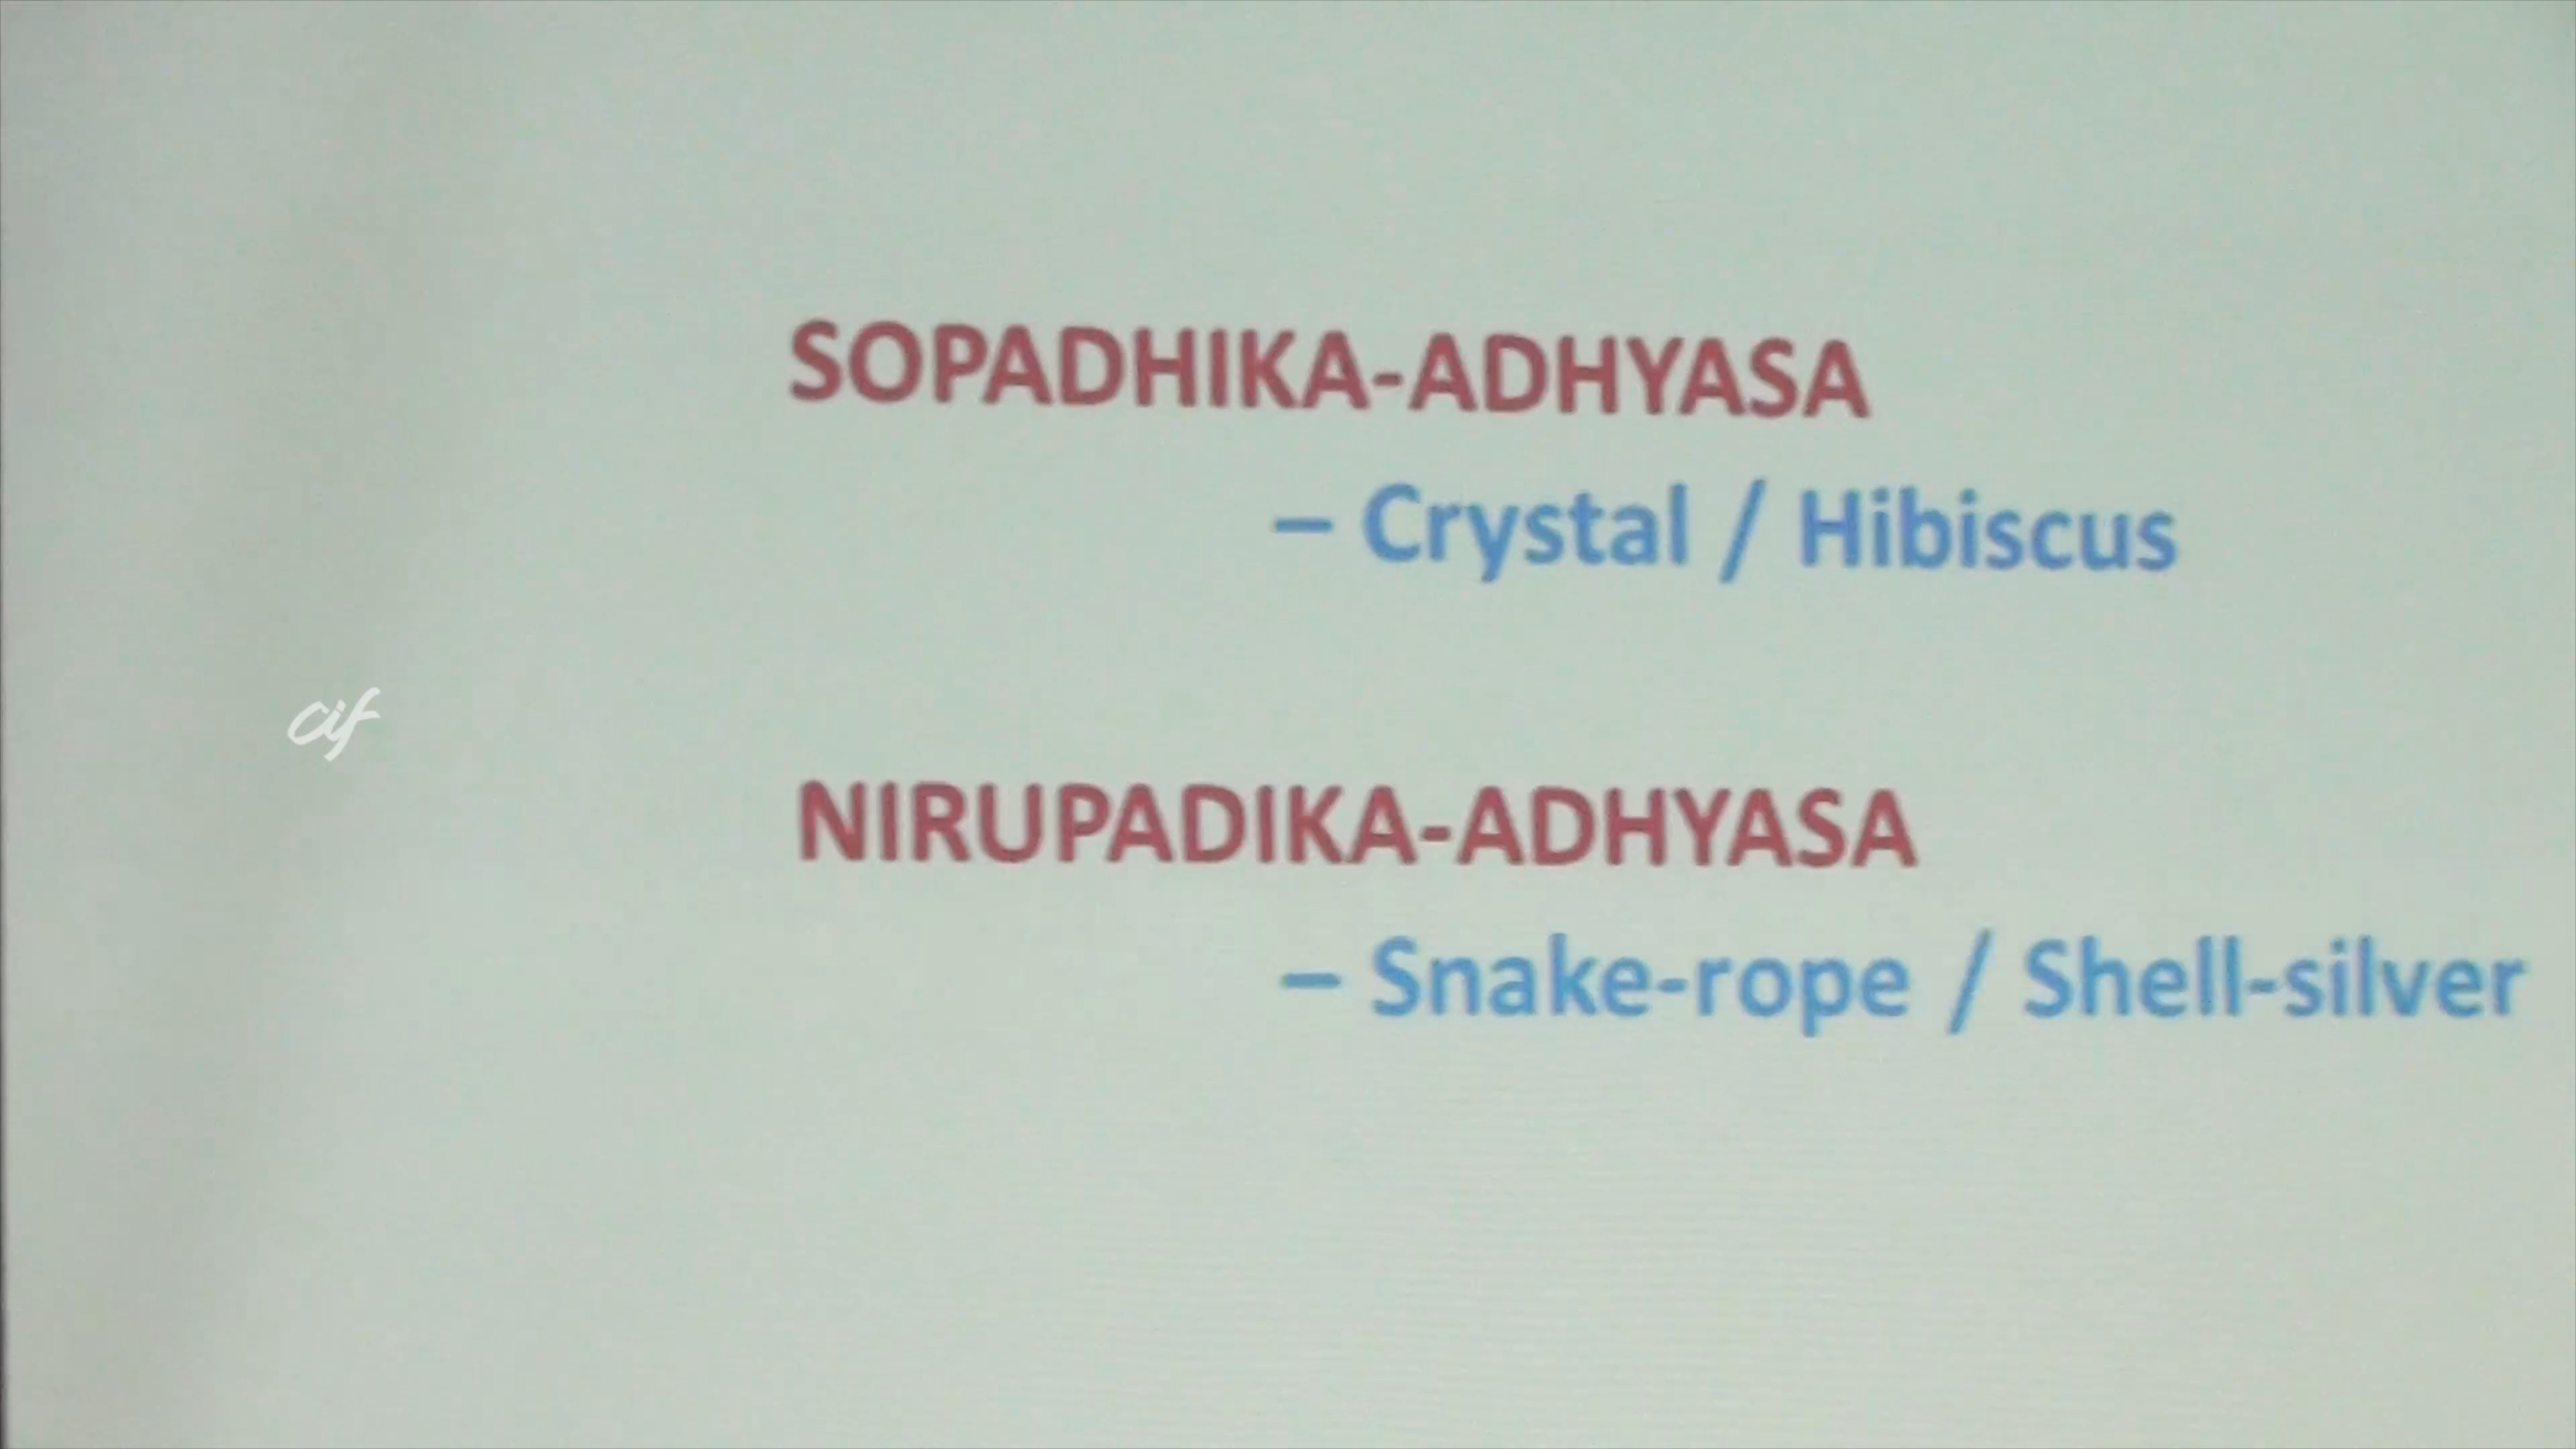 SOPADHIKA-ADHYASA
– Crystal / Hibiscus
cif
NIRUPADIKA-ADHYASA
– Snake-rope / Shell-silver